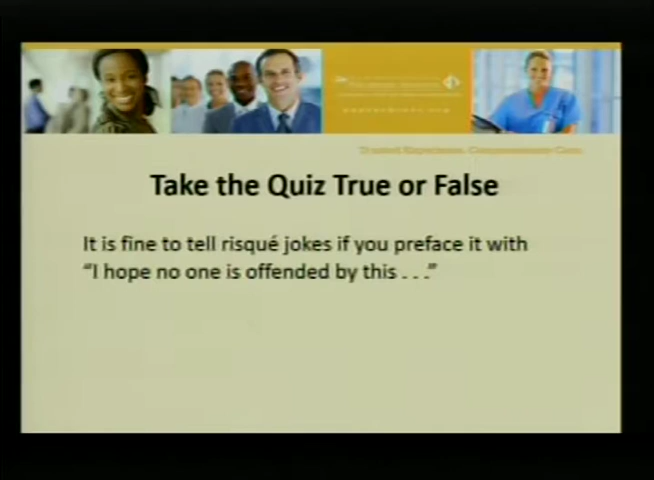 Take the Quiz True or False
It is fine to tell risqué jokes if you preface it with
“I hope no one is offended by this . . .”